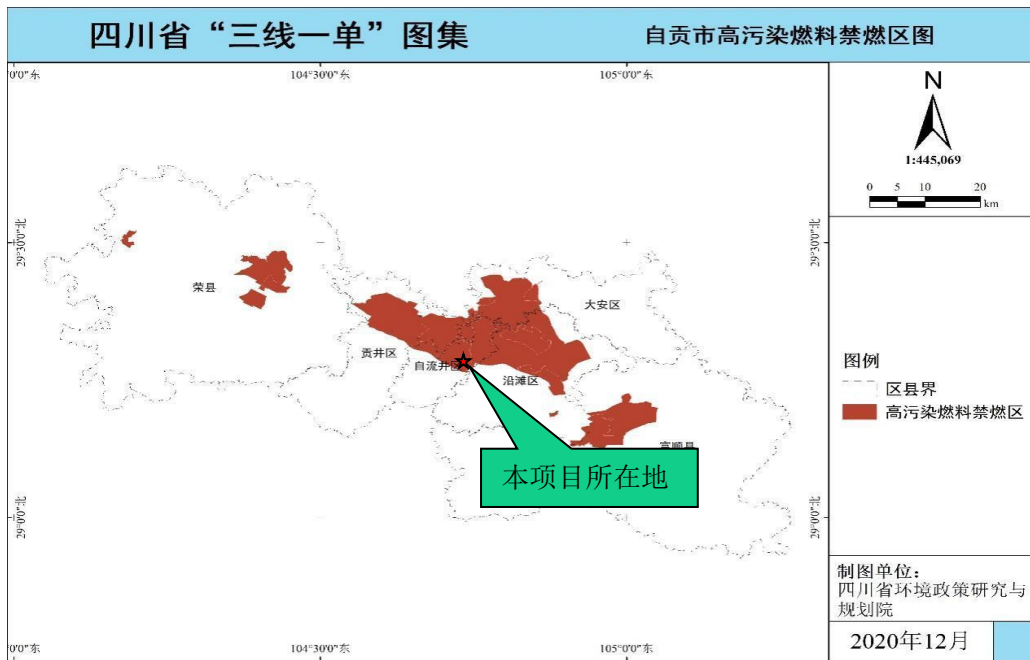 四川省“三线一单”图集
自贡市高污染燃料禁燃区图
0'0"东
104°30'0"东
105°0'0"东
N
1:445,069
0 5 10 20
km
29°30'0"北
29°30'0"北
荣县
大安区
贡井区
自流井区
沿滩区
富顺县
本项目所在地
图例
区县界
高污染燃料禁燃区
29°0'0"北
29°0'0"北
制图单位:
四川省环境政策研究与
规划院
2020年12月
0'0"东
104°30'0"东
105°0'0"东